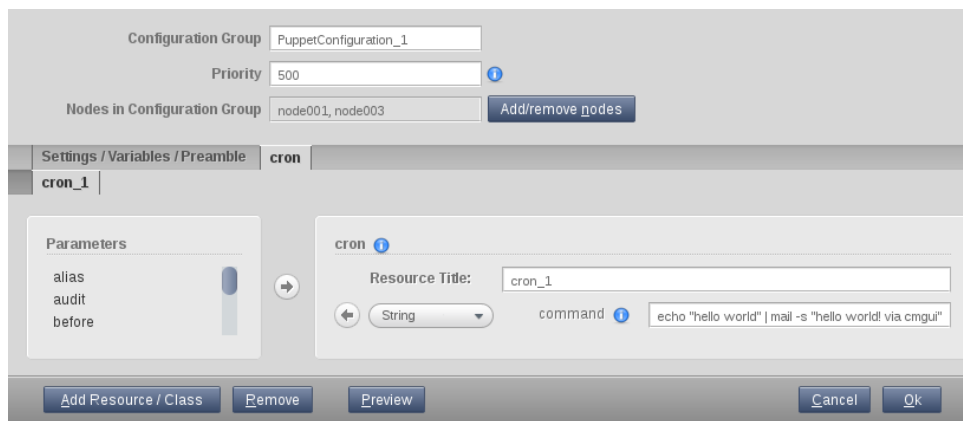 Configuration Group PuppetConfiguration_1
Priority 500
Nodes in Configuration Group node001, node003 Add/remove nodes
Settings / Variables / Preamble cron
cron_1
Parameters
alias
audit
before
cron
Resource Title: cron_1
String command echo "hello world" | mail -s "hello world! via cmgui"
Add Resource / Class Remove Preview Cancel Ok